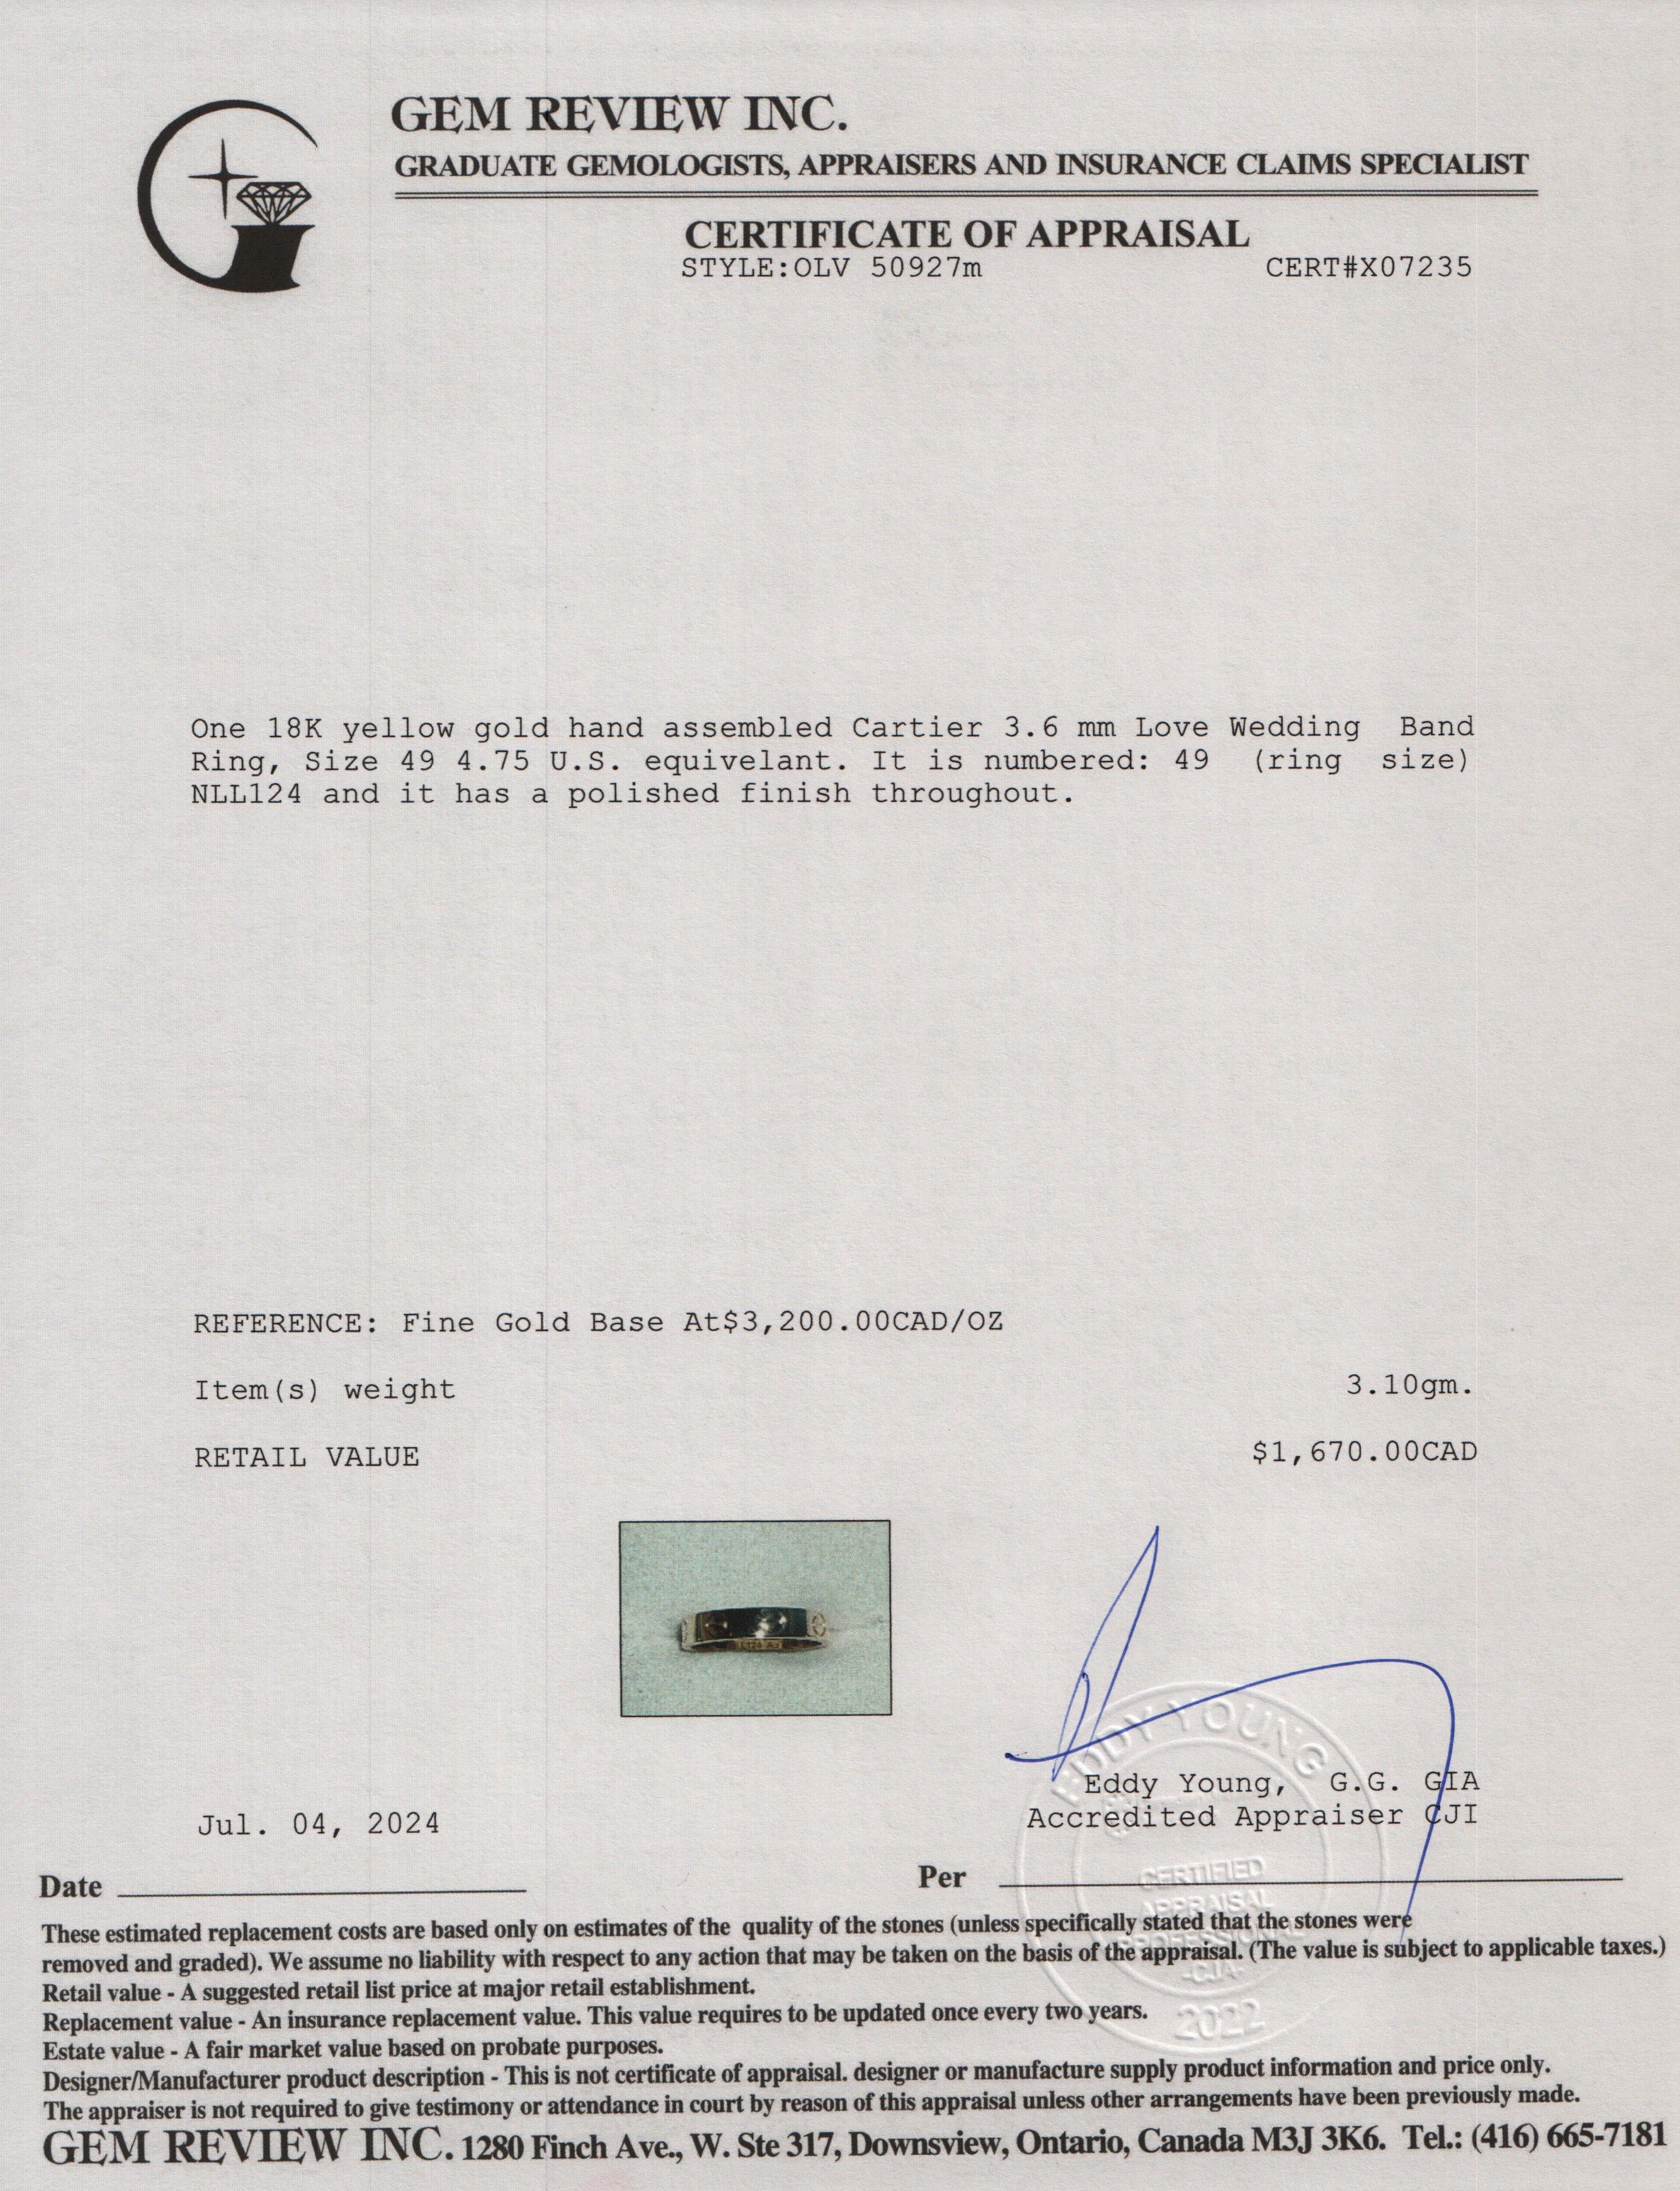 GEM REVIEW INC.
GRADUATE GEMOLOGISTS, APPRAISERS AND INSURANCE CLAIMS SPECIALIST
CERTIFICATE OF APPRAISAL
STYLE:OLV 50927m CERT#X07235
One 18K yellow gold hand assembled Cartier 3.6 mm Love Wedding Band
Ring, Size 49 4.75 U.S. equivelant. It is numbered: 49 (ring size)
NLL124 and it has a polished finish throughout.
REFERENCE: Fine Gold Base At$3,200.00CAD/OZ
Item(s) weight 3.10gm.
RETAIL VALUE $1,670.00CAD
EDDY YOUNG
Eddy Young, G.G. GIA
Jul. 04, 2024 Accredited Appraiser CJI
Date Per
CERTIFIED
APPRAISAL
2022
These estimated replacement costs are based only on estimates of the quality of the stones (unless specifically stated that the stones were
removed and graded). We assume no liability with respect to any action that may be taken on the basis of the appraisal. (The value is subject to applicable taxes.)
Retail value - A suggested retail list price at major retail establishment.
Replacement value - An insurance replacement value. This value requires to be updated once every two years.
Estate value - A fair market value based on probate purposes.
Designer/Manufacturer product description - This is not certificate of appraisal. designer or manufacture supply product information and price only.
The appraiser is not required to give testimony or attendance in court by reason of this appraisal unless other arrangements have been previously made.
GEM REVIEW INC. 1280 Finch Ave., W. Ste 317, Downsview, Ontario, Canada M3J 3K6. Tel.: (416) 665-7181